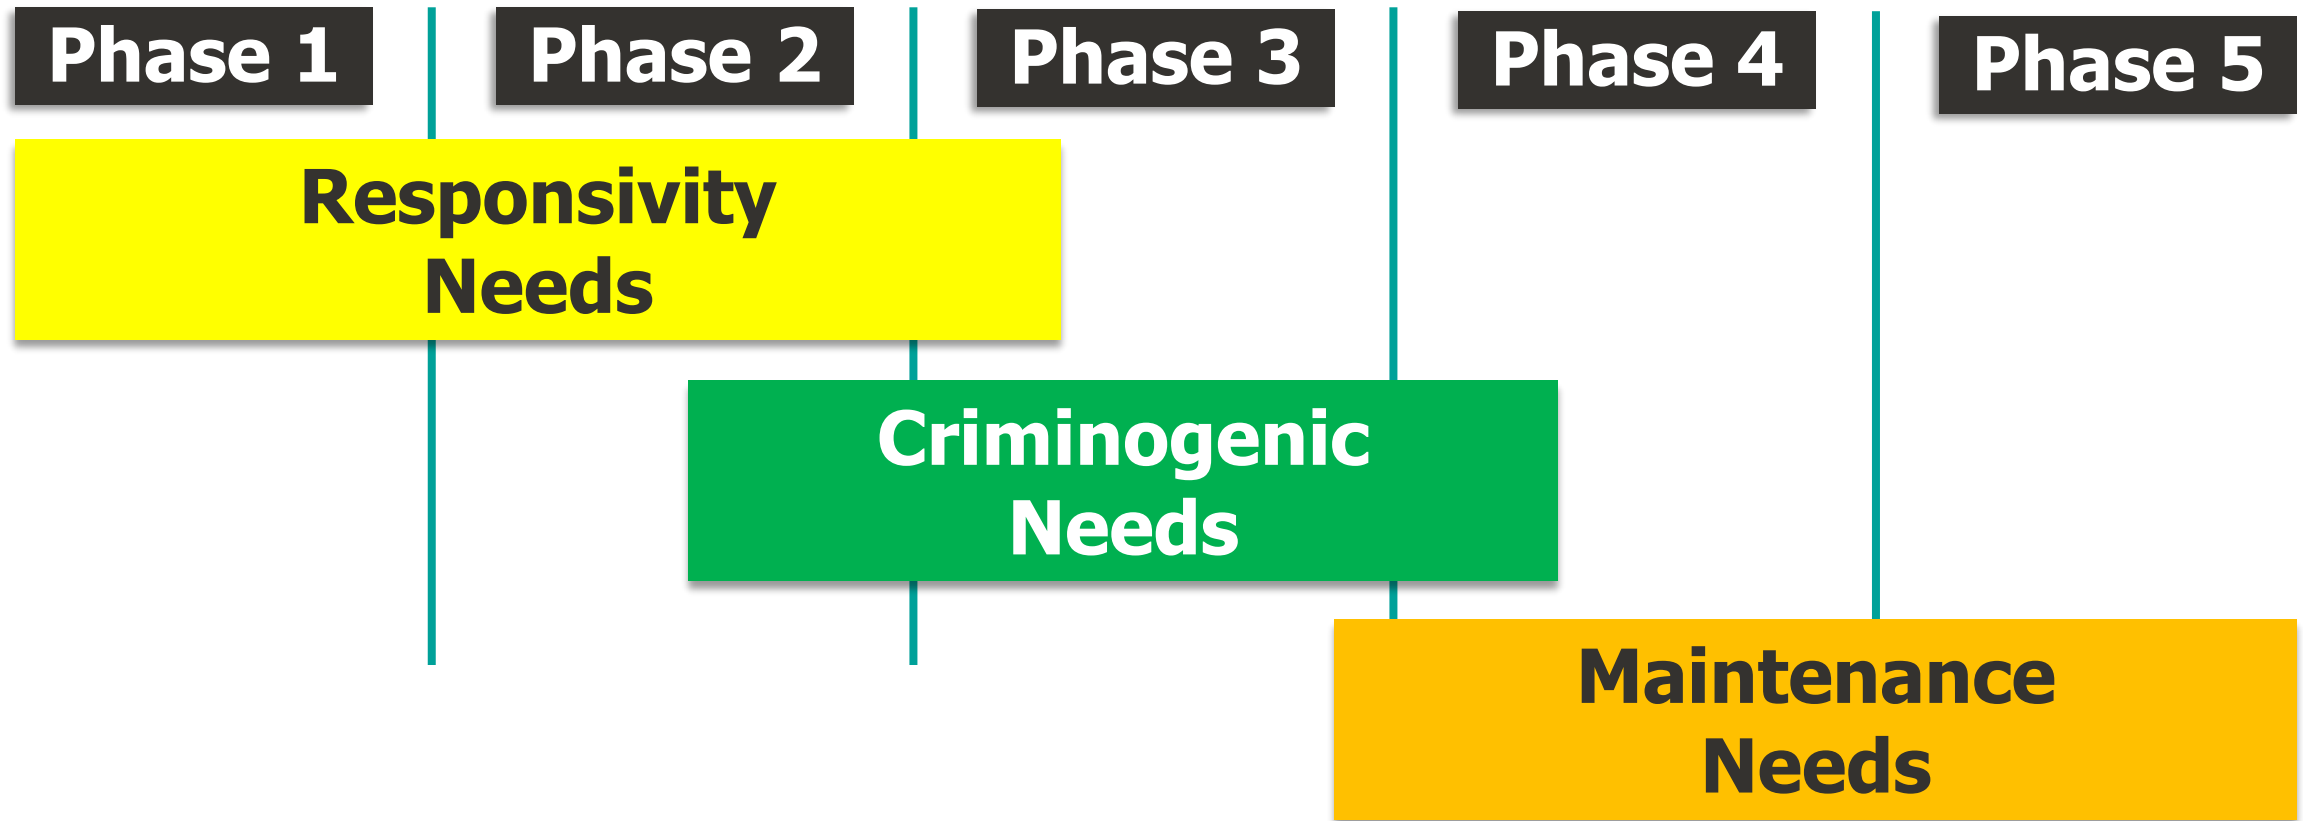 Phase 1
Phase 2
Phase 3
Phase 4
Phase 5
Responsivity
Needs
Criminogenic
Needs
Maintenance
Needs